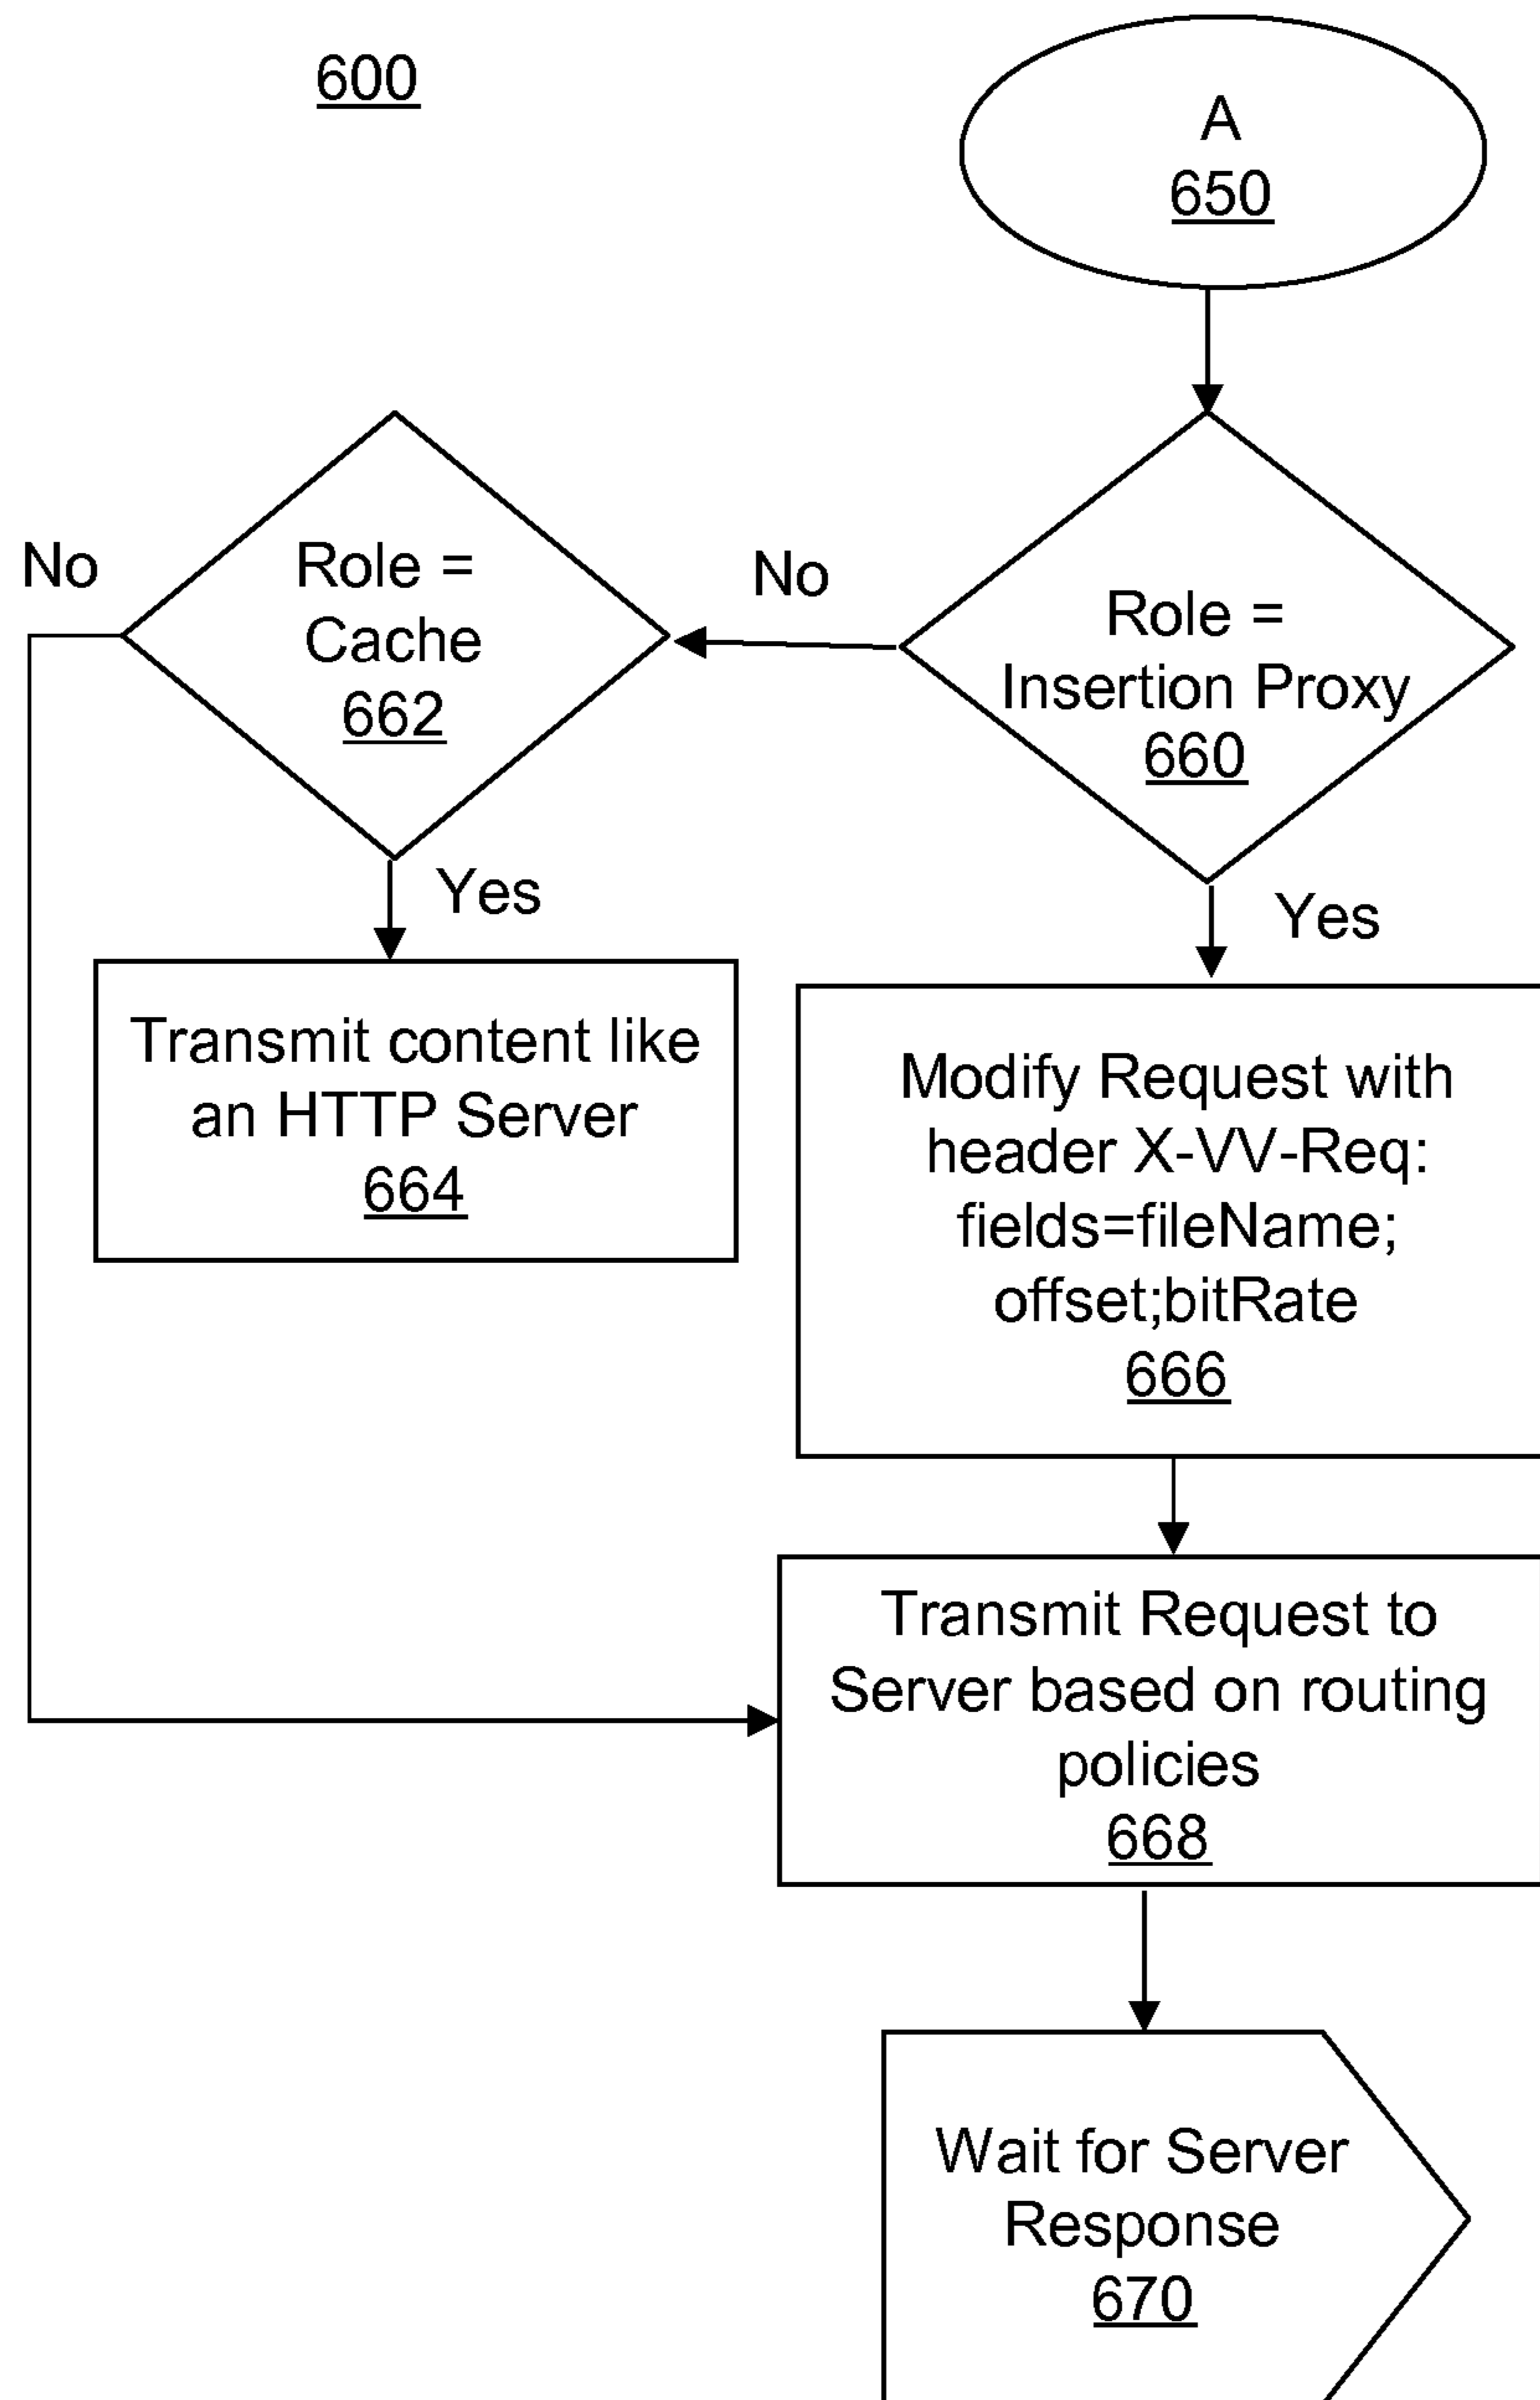 600
A
650
No
Role =
Cache
662
No
Role =
Insertion Proxy
660
Yes
Yes
Transmit content like
an HTTP Server
664
Modify Request with
header X-VV-Req:
fields=fileName;
offset;bitRate
666
Transmit Request to
Server based on routing
policies
668
Wait for Server
Response
670